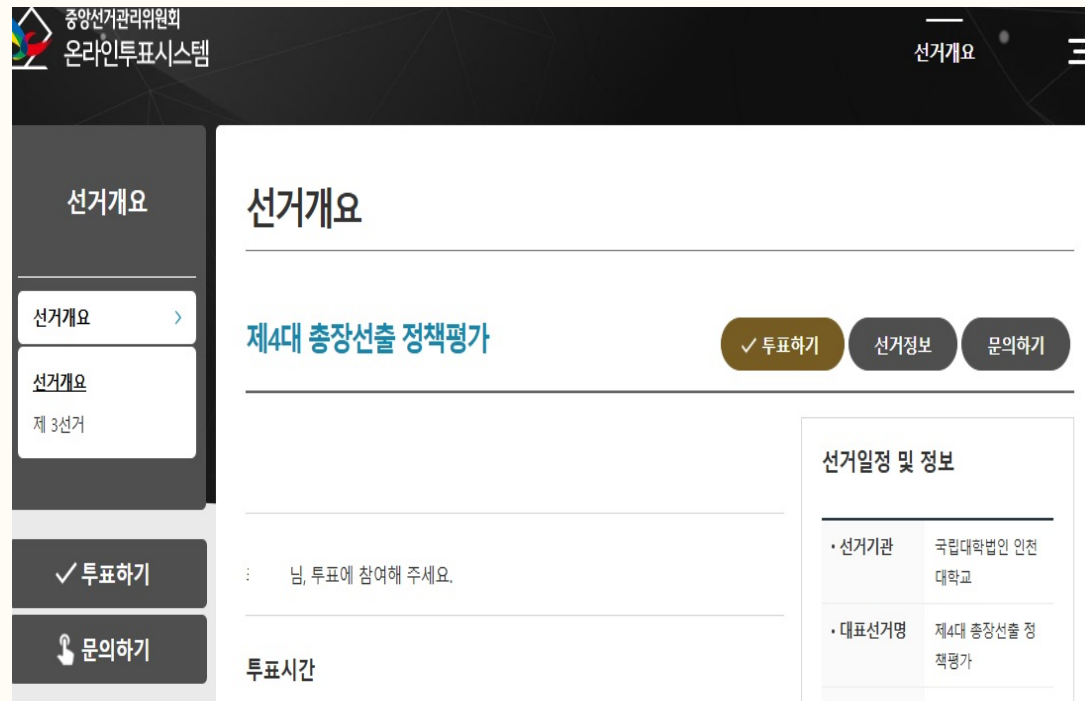 중앙선거관리위원회
온라인투표시스템
선거개요
선거개요
선거개요
선거개요
제 3선거
투표하기
문의하기
선거개요
제4대 총장선출 정책평가
투표하기
선거정보
문의하기
님, 투표에 참여해 주세요.
투표시간
선거일정 및 정보
• 선거기관
국립대학법인 인천
대학교
• 대표선거명
제4대 총장선출 정
책평가